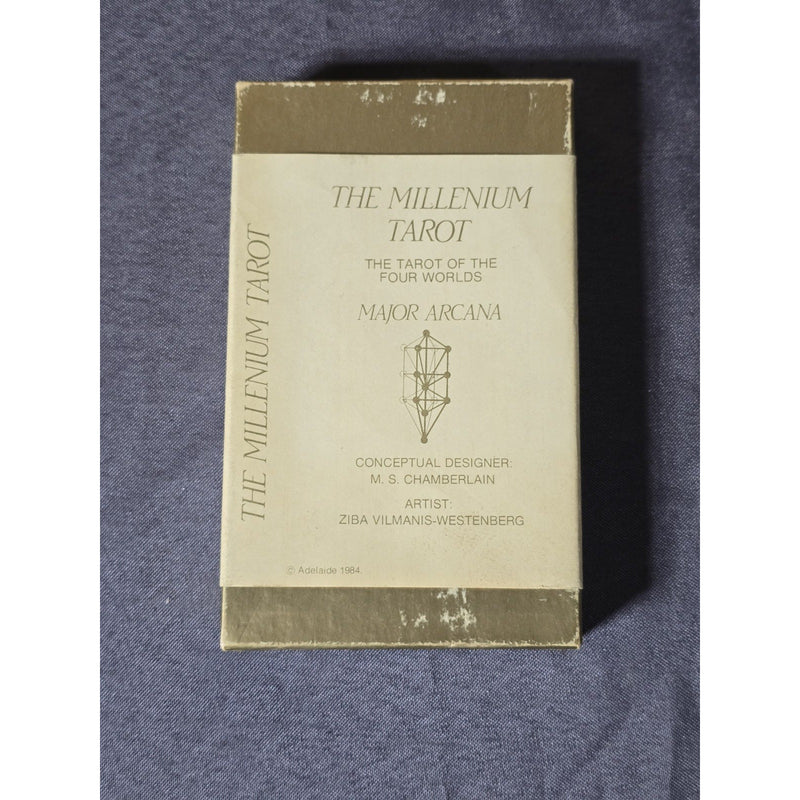 THE MILLENIUM TAROT
THE MILLENIUM
TAROT
THE TAROT OF THE
FOUR WORLDS
MAJOR ARCANA
CONCEPTUAL DESIGNER:
M. S. CHAMBERLAIN
ARTIST:
ZIBA VILMANIS-WESTENBERG
© Adelaide 1984.